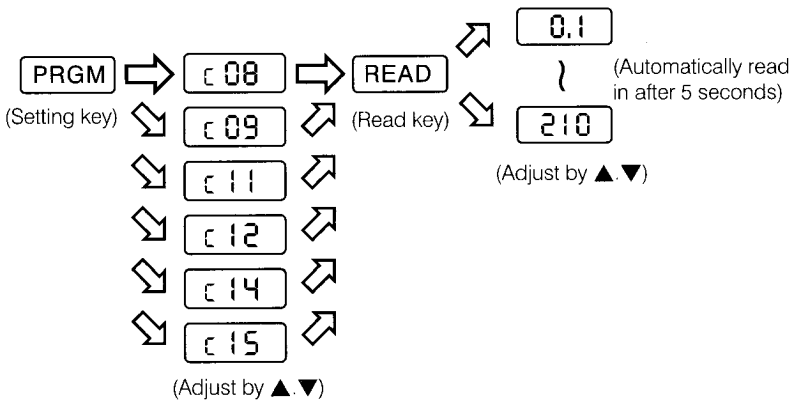 PRGM
(Setting key)
c 08
c 09
c 11
c 12
c 14
c 15
(Adjust by ▲.▼)
READ
(Read key)
0.1
~
210
(Automatically read
in after 5 seconds)
(Adjust by ▲.▼)